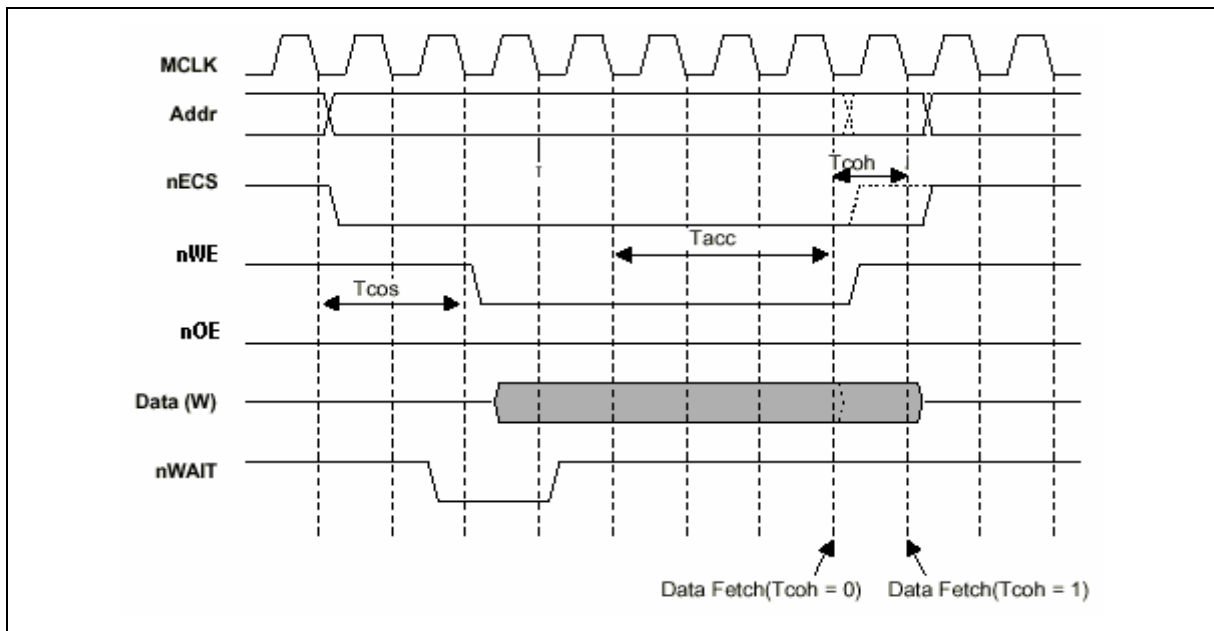 MCLK
Addr
Tcoh
nECS
Tacc
nWE
Tcos
nOE
Data (W)
nWAIT
Data Fetch(Tcoh = 0) Data Fetch(Tcoh = 1)